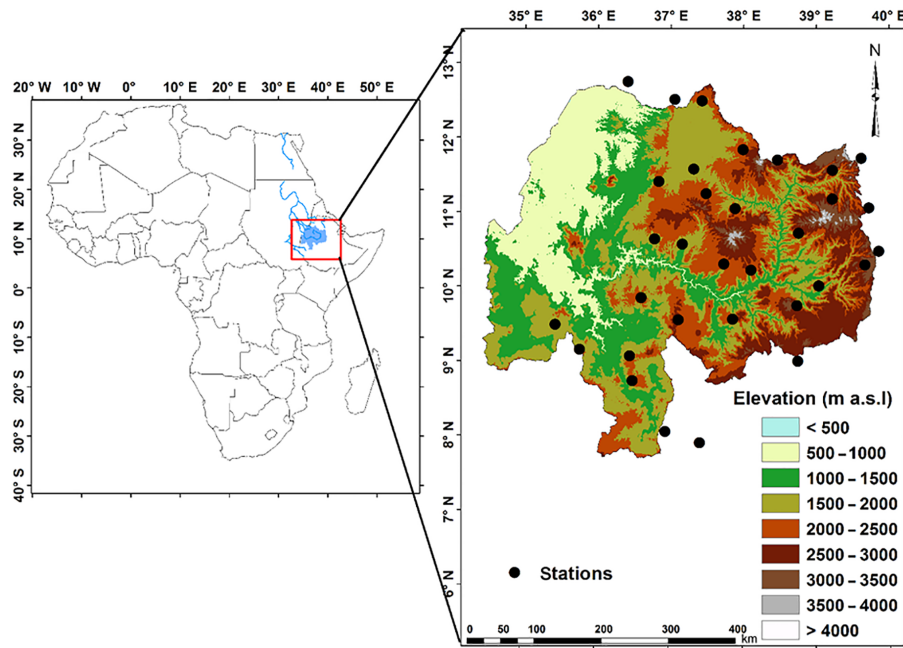 35° E 36° E 37° E 38° E 39° E 40° E
20° W 10° W 0° 10° E 20° E 30° E 40° E 50° E
30° N
20° N
10° N
0°
10° S
20° S
30° S
40° S
13° N
12° N
11° N
10° N
9° N
8° N
7° N
6° N
N
Elevation (m a.s.l)
< 500
500 – 1000
1000 – 1500
1500 – 2000
2000 – 2500
2500 – 3000
3000 – 3500
3500 – 4000
> 4000
Stations
0 50 100 200 300 400
km